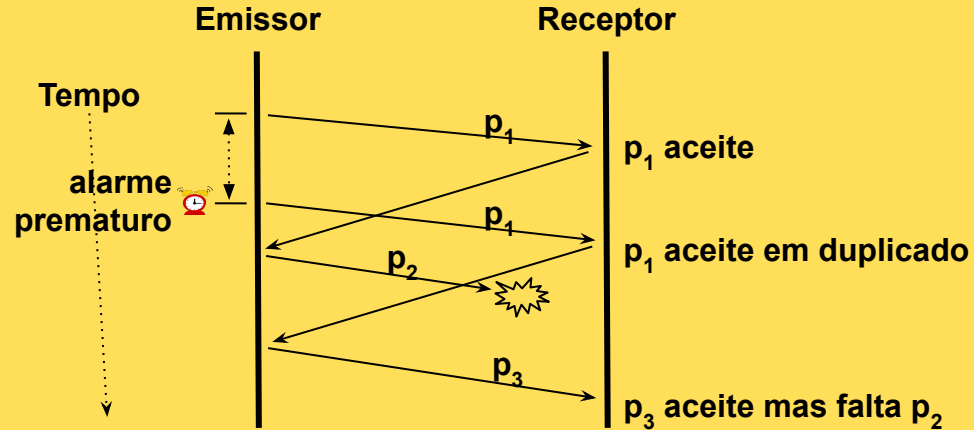 Emissor
Receptor
Tempo
p₁
p₁ aceite
alarme
prematuro
p₁
p₁ aceite em duplicado
p₂
p₃
p₃ aceite mas falta p₂